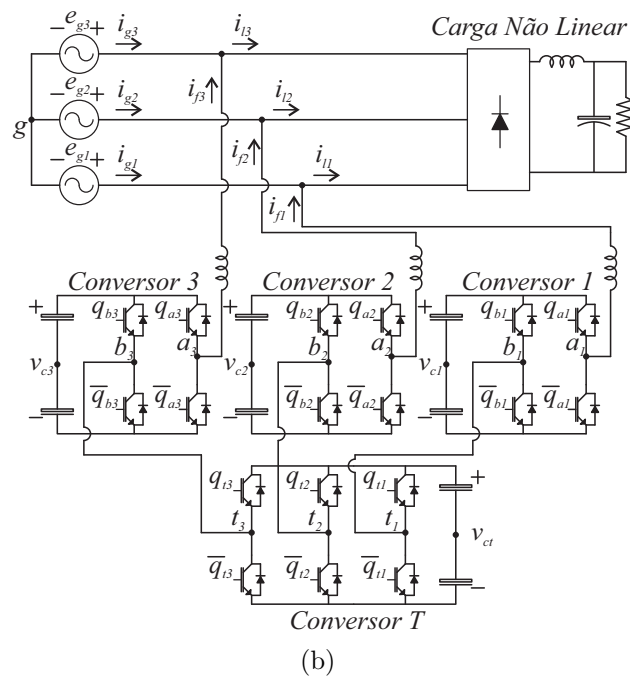 − e_g3 + i_g3 i_l3 Carga Não Linear
i_f3
− e_g2 + i_g2 i_l2
g i_f2
− e_g1 + i_g1 i_l1
i_f1
Conversor 3 Conversor 2 Conversor 1
+ q_b3 q_a3 + q_b2 q_a2 + q_b1 q_a1
b_3 a_3 b_2 a_2 b_1 a_1
v_c3 v_c2 v_c1
− q̅_b3 q̅_a3 − q̅_b2 q̅_a2 − q̅_b1 q̅_a1
q_t3 q_t2 q_t1 +
t_3 t_2 t_1 v_ct
q̅_t3 q̅_t2 q̅_t1 −
Conversor T
(b)